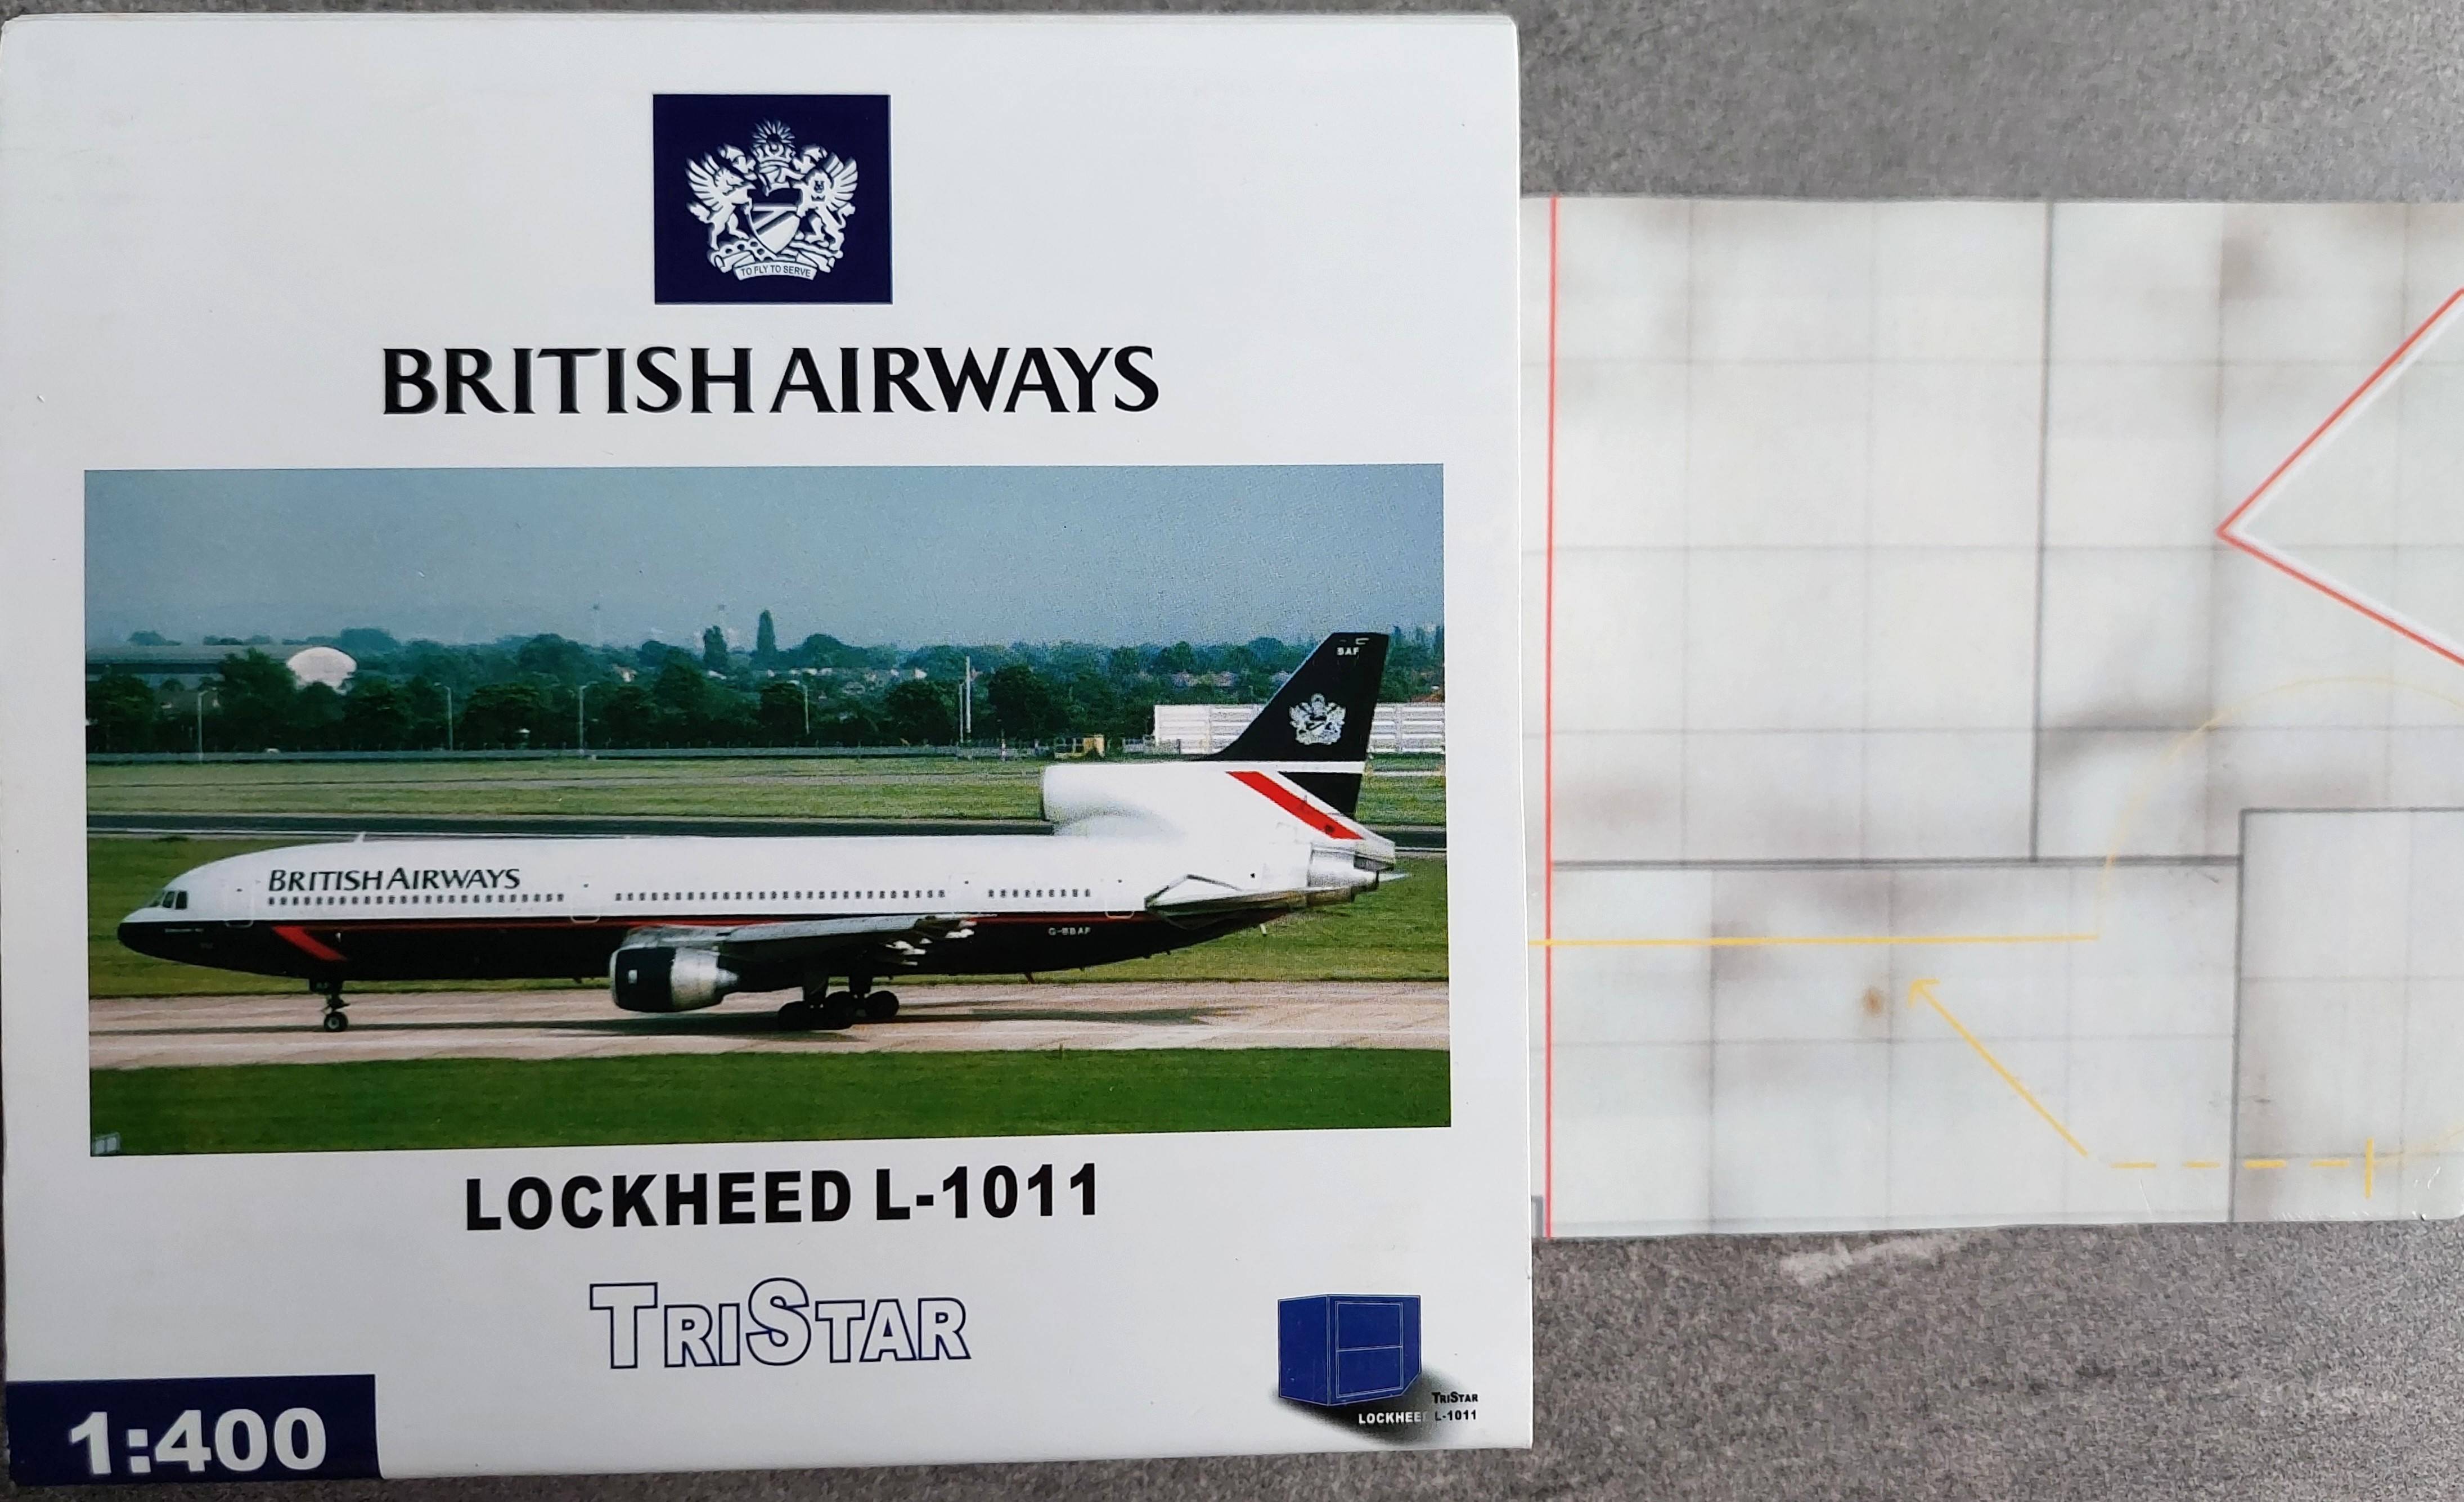 TO FLY TO SERVE
BRITISH AIRWAYS
BAF
BRITISH AIRWAYS
G-BBAF
LOCKHEED L-1011
TRISTAR
1:400
TRISTAR
LOCKHEED L-1011